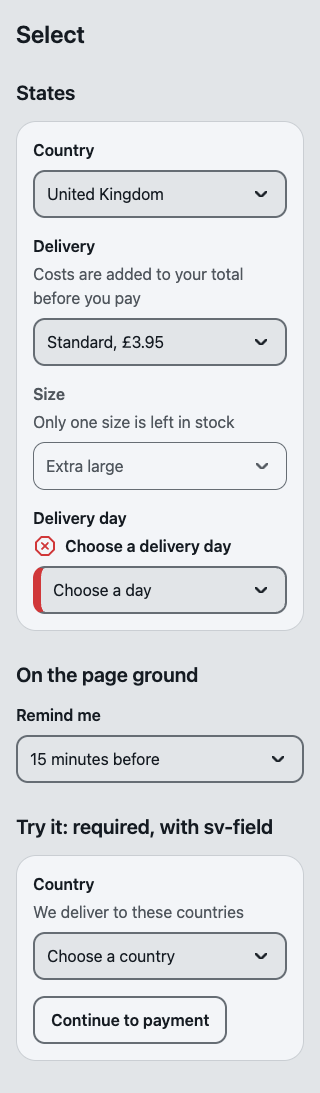 Select
States
Country
United Kingdom
Delivery
Costs are added to your total
before you pay
Standard, £3.95
Size
Only one size is left in stock
Extra large
Delivery day
Choose a delivery day
Choose a day
On the page ground
Remind me
15 minutes before
Try it: required, with sv-field
Country
We deliver to these countries
Choose a country
Continue to payment